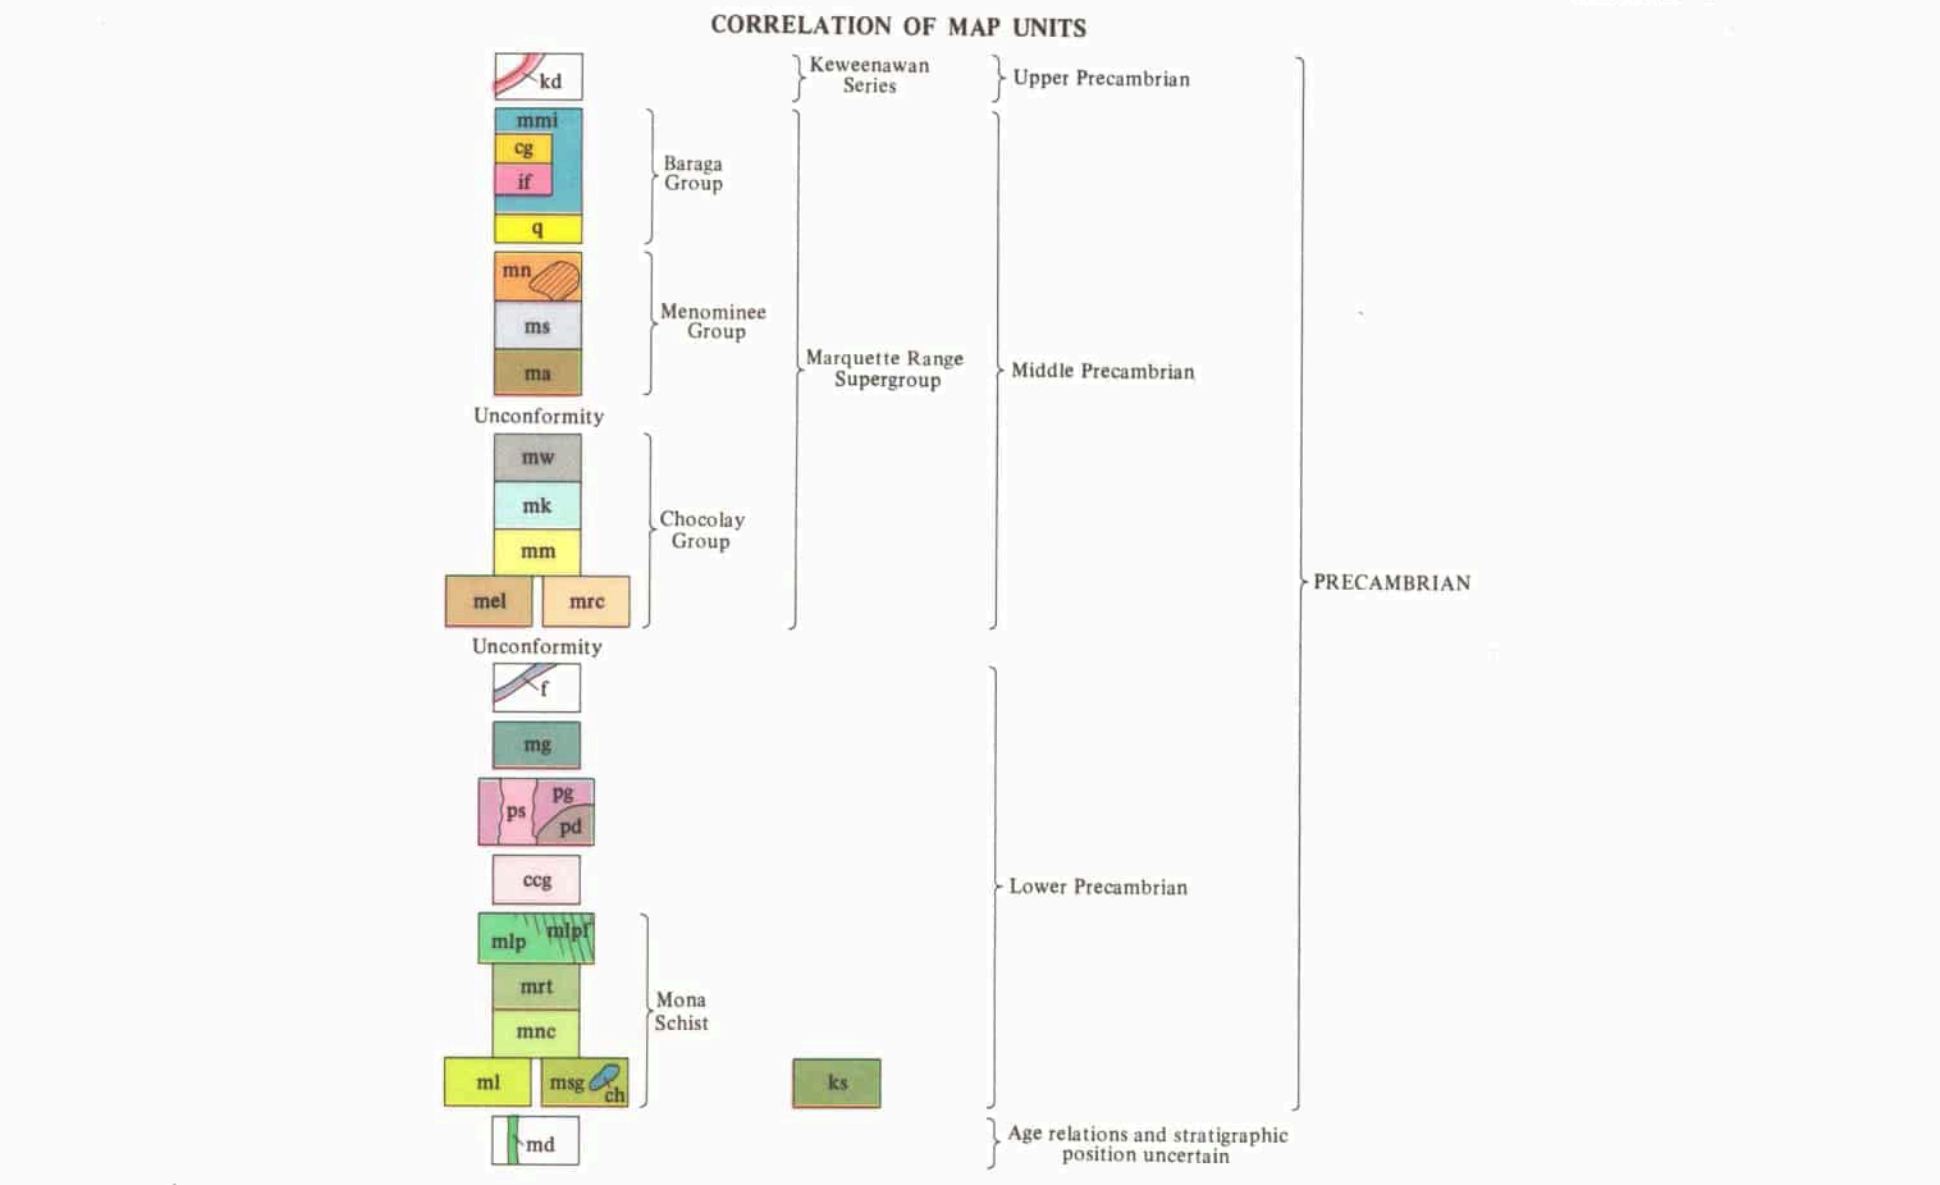 CORRELATION OF MAP UNITS
kd
Keweenawan
Series
Upper Precambrian
mmi
cg
if
q
Baraga
Group
mn
ms
ma
Menominee
Group
Marquette Range
Supergroup
Middle Precambrian
Unconformity
mw
mk
mm
mel
mrc
Chocolay
Group
PRECAMBRIAN
Unconformity
f
mg
ps
pg
pd
ccg
Lower Precambrian
mlp
mlpf
mrt
mnc
Mona
Schist
ml
msg
ch
ks
md
Age relations and stratigraphic
position uncertain